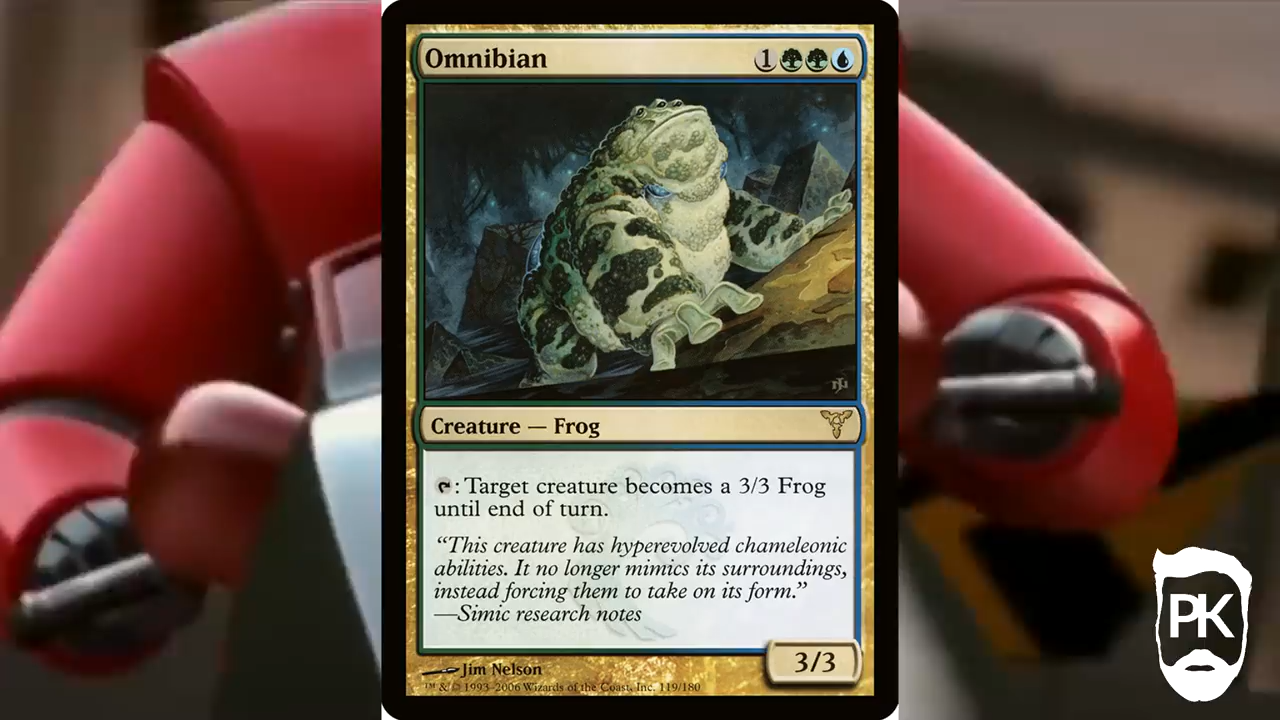 Omnibian 1
Creature — Frog
: Target creature becomes a 3/3 Frog
until end of turn.
“This creature has hyperevolved chameleonic
abilities. It no longer mimics its surroundings,
instead forcing them to take on its form.”
—Simic research notes
3/3
Jim Nelson
™ & © 1993–2006 Wizards of the Coast, Inc. 119/180
PK